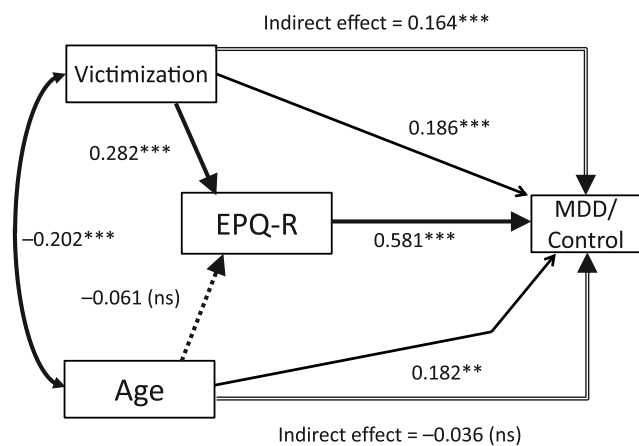 Indirect effect = 0.164***
Victimization
0.186***
0.282***
EPQ-R
MDD/
Control
0.581***
−0.202***
−0.061 (ns)
Age
0.182**
Indirect effect = −0.036 (ns)